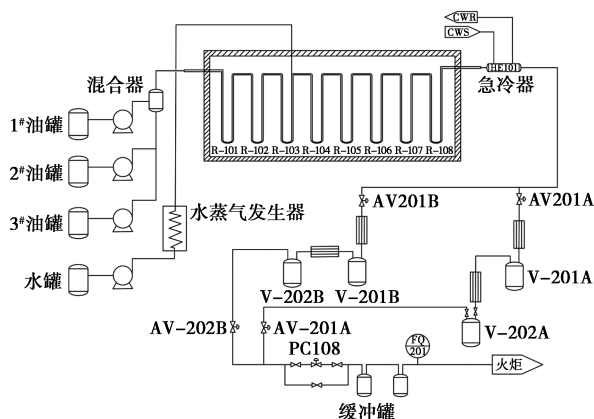 CWR
CWS
混合器
HE101
急冷器
1#油罐
R-101 R-102 R-103 R-104 R-105 R-106 R-107 R-108
2#油罐
AV201B
AV201A
3#油罐
水蒸气发生器
水罐
V-202B
V-201B
V-201A
AV-202B
AV-201A
V-202A
PC108
FQ
201
火炬
缓冲罐